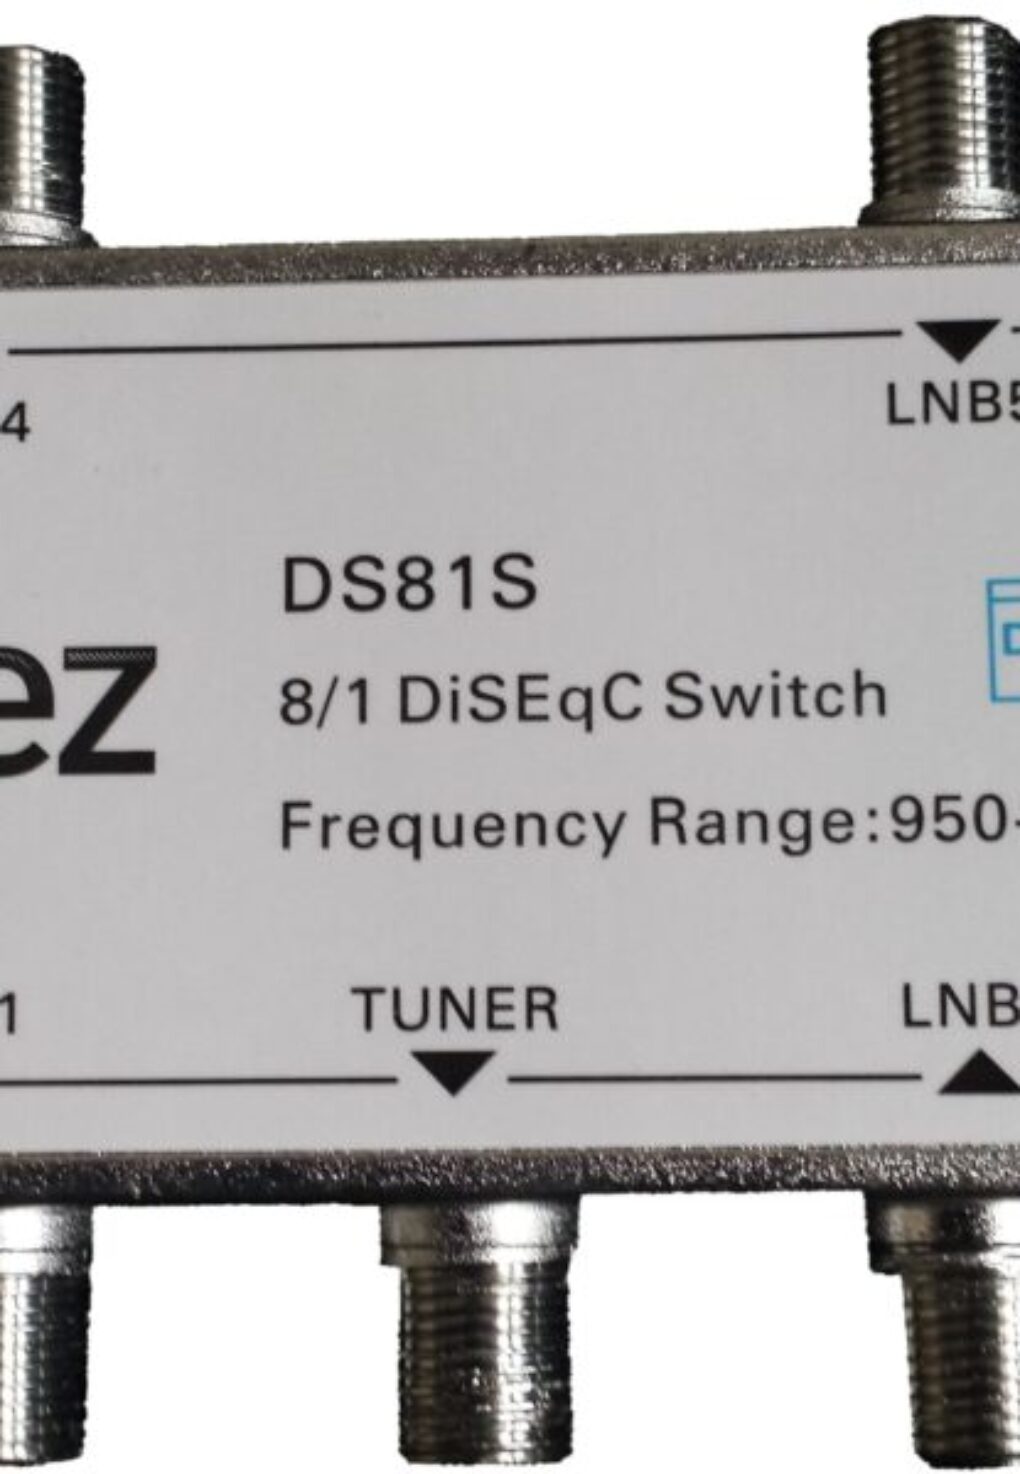 4
LNB5
DS81S
ez
8/1 DiSEqC Switch
Frequency Range:950-
1
TUNER
LNB